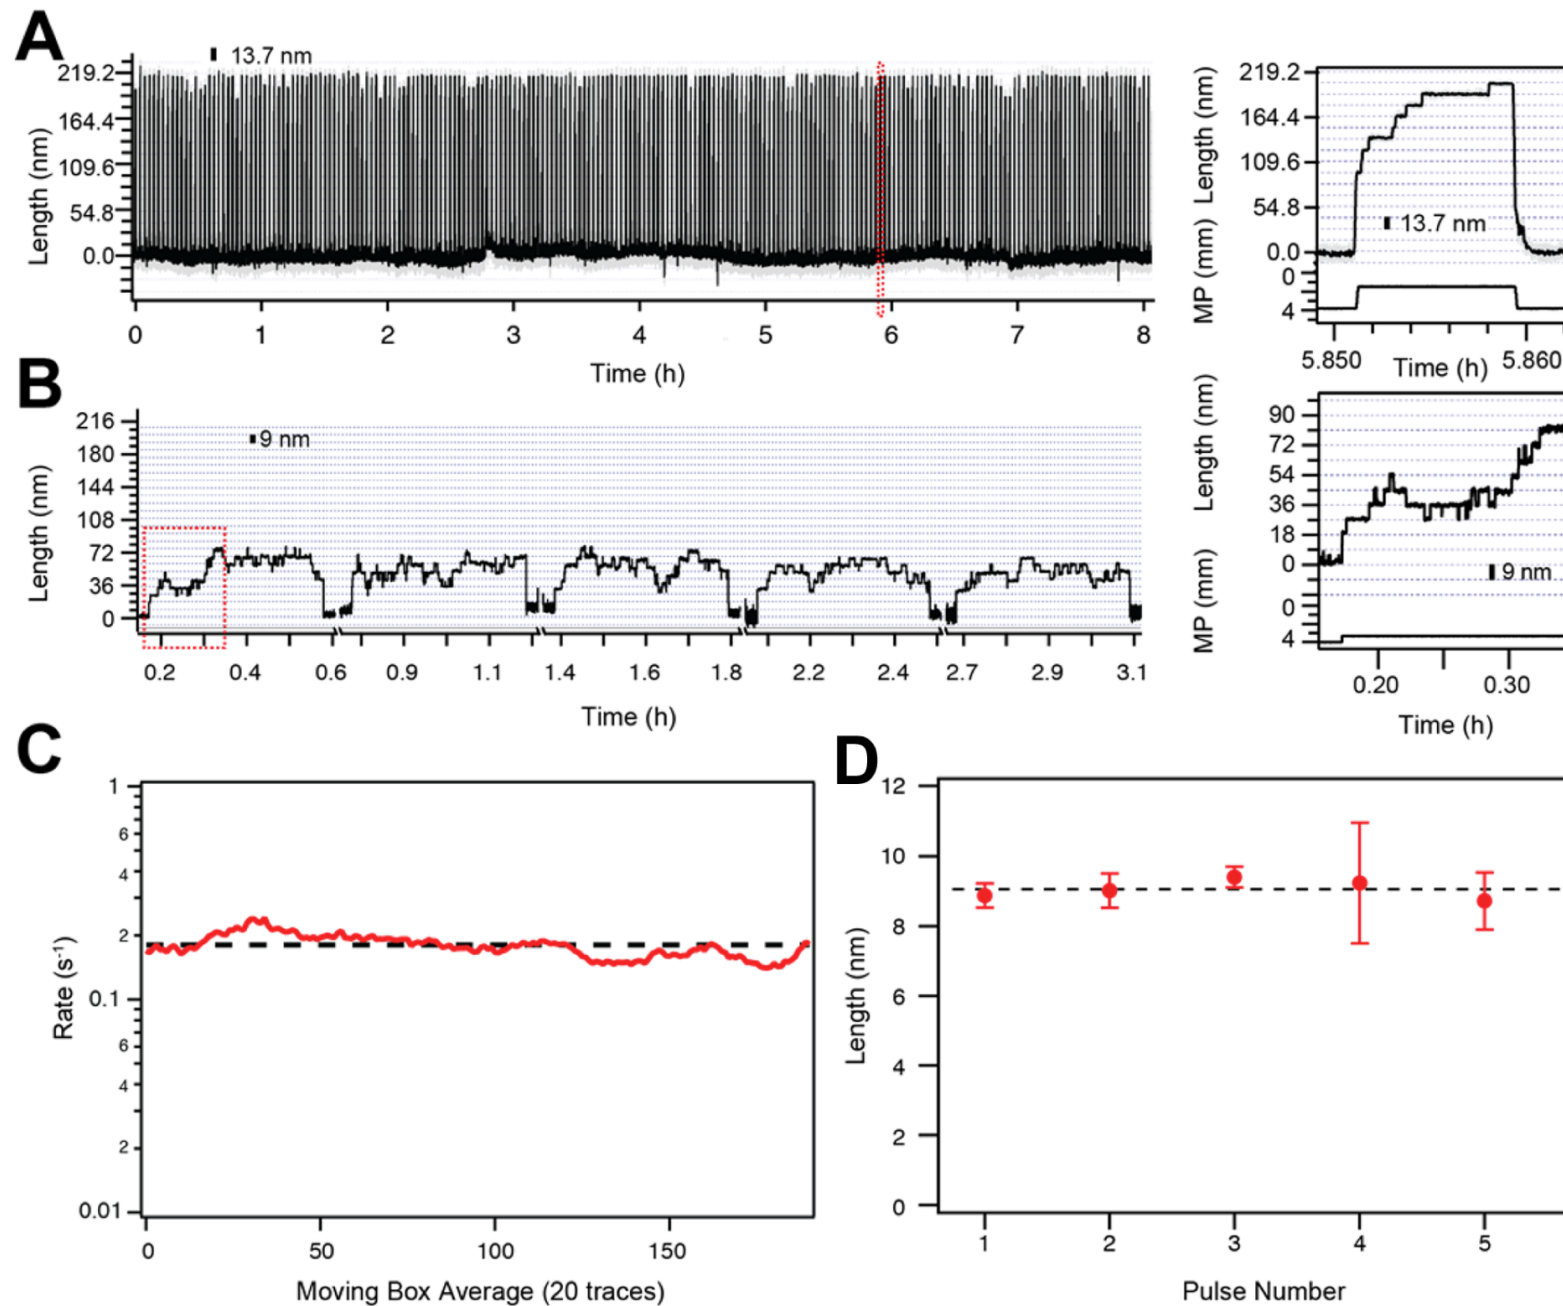 A
13.7 nm
219.2
164.4
109.6
54.8
0.0
Length (nm)
0 1 2 3 4 5 6 7 8
Time (h)
219.2
164.4
109.6
54.8
0.0
Length (nm)
13.7 nm
0
4
MP (mm)
5.850 5.860
Time (h)
B
9 nm
216
180
144
108
72
36
0
Length (nm)
0.2 0.4 0.6 0.6 0.9 1.1 1.4 1.6 1.8 2.2 2.4 2.7 2.9 3.1
Time (h)
90
72
54
36
18
0
Length (nm)
9 nm
0
4
MP (mm)
0.20 0.30
Time (h)
C
1
6
4
2
0.1
6
4
2
0.01
Rate (s⁻¹)
0 50 100 150
Moving Box Average (20 traces)
D
12
10
8
6
4
2
0
Length (nm)
1 2 3 4 5
Pulse Number